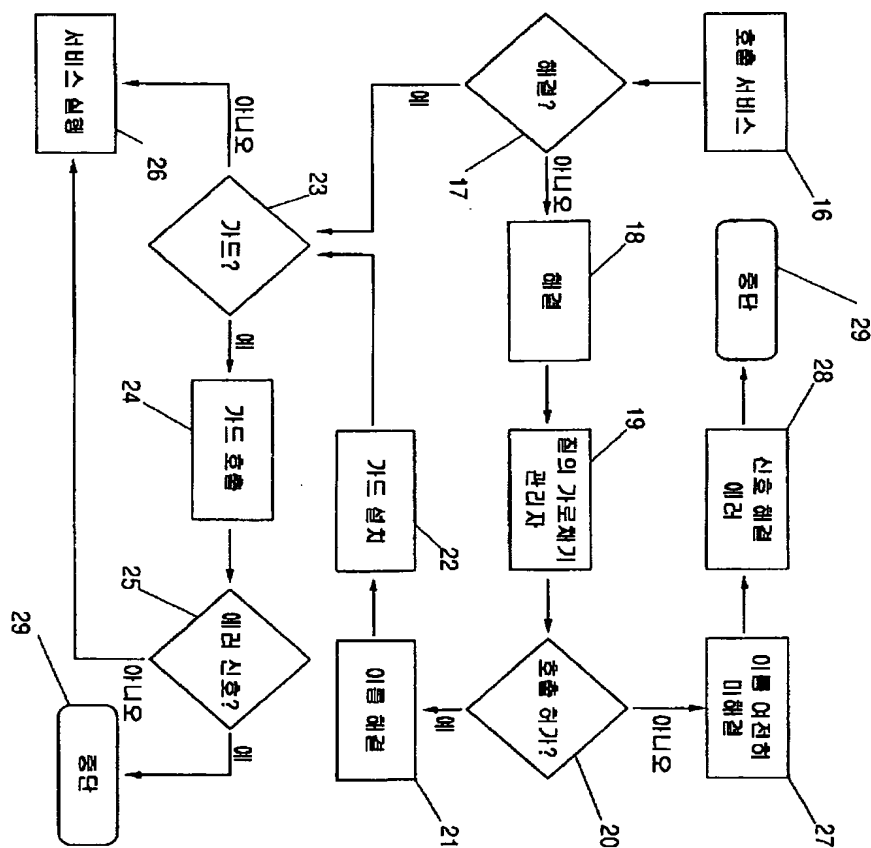 16
29
28
27
호출 서비스
중단
신호 해결
에러
이름 여전히
미해결
아니오
18
19
20
해결?
아니오
해결
질의 가로채기
관리자
호출 허가?
17
예
예
22
21
가드 설치
이름 해결
23
아니오
가드?
예
가드 호출
에러 신호?
예
24
25
26
아니오
서비스 실행
중단
29